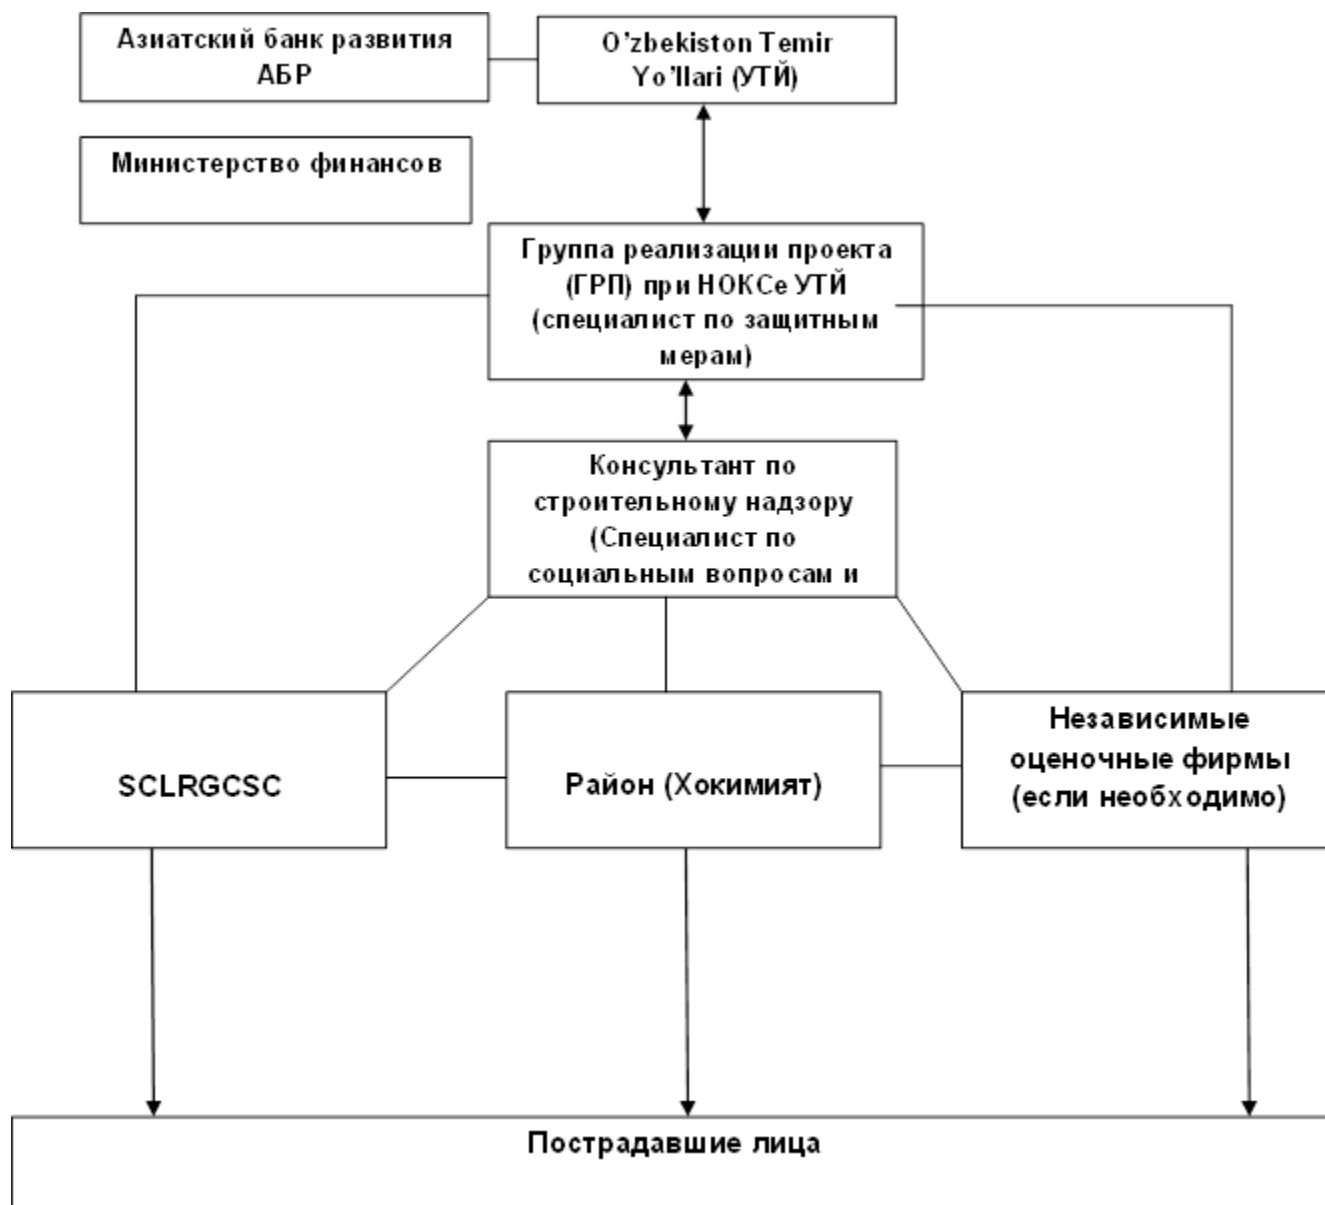 Азиатский банк развития
АБР
O’zbekiston Temir
Yo’llari (УТЙ)
Министерство финансов
Группа реализации проекта
(ГРП) при НОКСе УТЙ
(специалист по защитным
мерам)
Консультант по
строительному надзору
(Специалист по
социальным вопросам и
SCLRGCSC
Район (Хокимият)
Независимые
оценочные фирмы
(если необходимо)
Пострадавшие лица